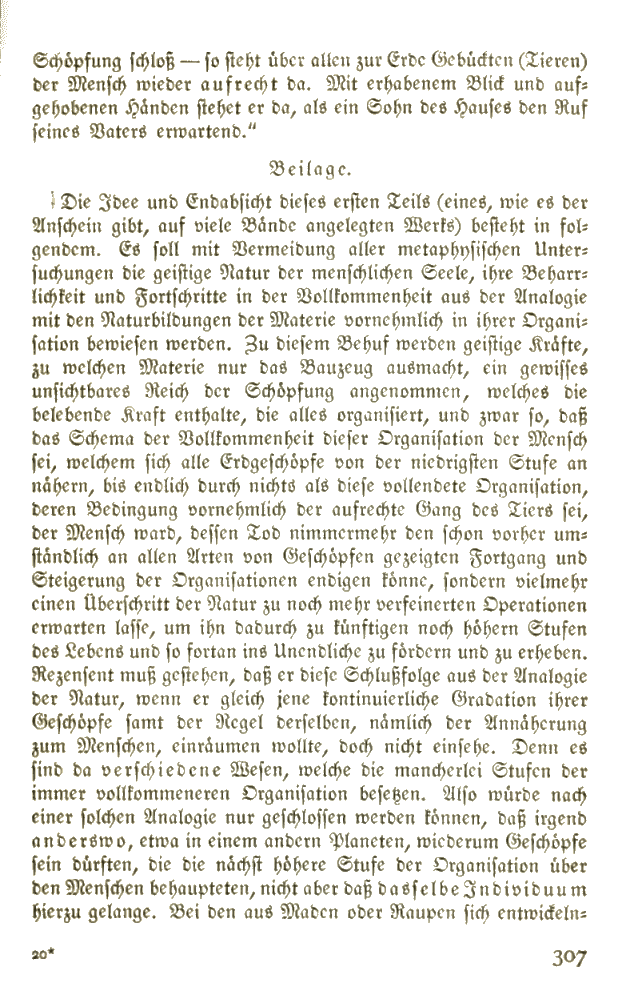 Schöpfung schloß — so steht über allen zur Erde Gebückten (Tieren)
der Mensch wieder aufrecht da. Mit erhabenem Blick und auf-
gehobenen Händen stehet er da, als ein Sohn des Hauses den Ruf
seines Vaters erwartend.“
Beilage.
Die Idee und Endabsicht dieses ersten Teils (eines, wie es der
Anschein gibt, auf viele Bände angelegten Werks) besteht in fol-
gendem. Es soll mit Vermeidung aller metaphysischen Unter-
suchungen die geistige Natur der menschlichen Seele, ihre Beharr-
lichkeit und Fortschritte in der Vollkommenheit aus der Analogie
mit den Naturbildungen der Materie vornehmlich in ihrer Organi-
sation bewiesen werden. Zu diesem Behuf werden geistige Kräfte,
zu welchen Materie nur das Bauzeug ausmacht, ein gewisses
unsichtbares Reich der Schöpfung angenommen, welches die
belebende Kraft enthalte, die alles organisiert, und zwar so, daß
das Schema der Vollkommenheit dieser Organisation der Mensch
sei, welchem sich alle Erdgeschöpfe von der niedrigsten Stufe an
nähern, bis endlich durch nichts als diese vollendete Organisation,
deren Bedingung vornehmlich der aufrechte Gang des Tiers sei,
der Mensch ward, dessen Tod nimmermehr den schon vorher um-
ständlich an allen Arten von Geschöpfen gezeigten Fortgang und
Steigerung der Organisationen endigen könne, sondern vielmehr
einen Überschritt der Natur zu noch mehr verfeinerten Operationen
erwarten lasse, um ihn dadurch zu künftigen noch höhern Stufen
des Lebens und so fortan ins Unendliche zu fördern und zu erheben.
Rezensent muß gestehen, daß er diese Schlußfolge aus der Analogie
der Natur, wenn er gleich jene kontinuierliche Gradation ihrer
Geschöpfe samt der Regel derselben, nämlich der Annäherung
zum Menschen, einräumen wollte, doch nicht einsehe. Denn es
sind da verschiedene Wesen, welche die mancherlei Stufen der
immer vollkommeneren Organisation besetzen. Also würde nach
einer solchen Analogie nur geschlossen werden können, daß irgend
anderswo, etwa in einem andern Planeten, wiederum Geschöpfe
sein dürften, die die nächst höhere Stufe der Organisation über
den Menschen behaupteten, nicht aber daß dasselbe Individuum
hierzu gelange. Bei den aus Maden oder Raupen sich entwickeln-
20*
307